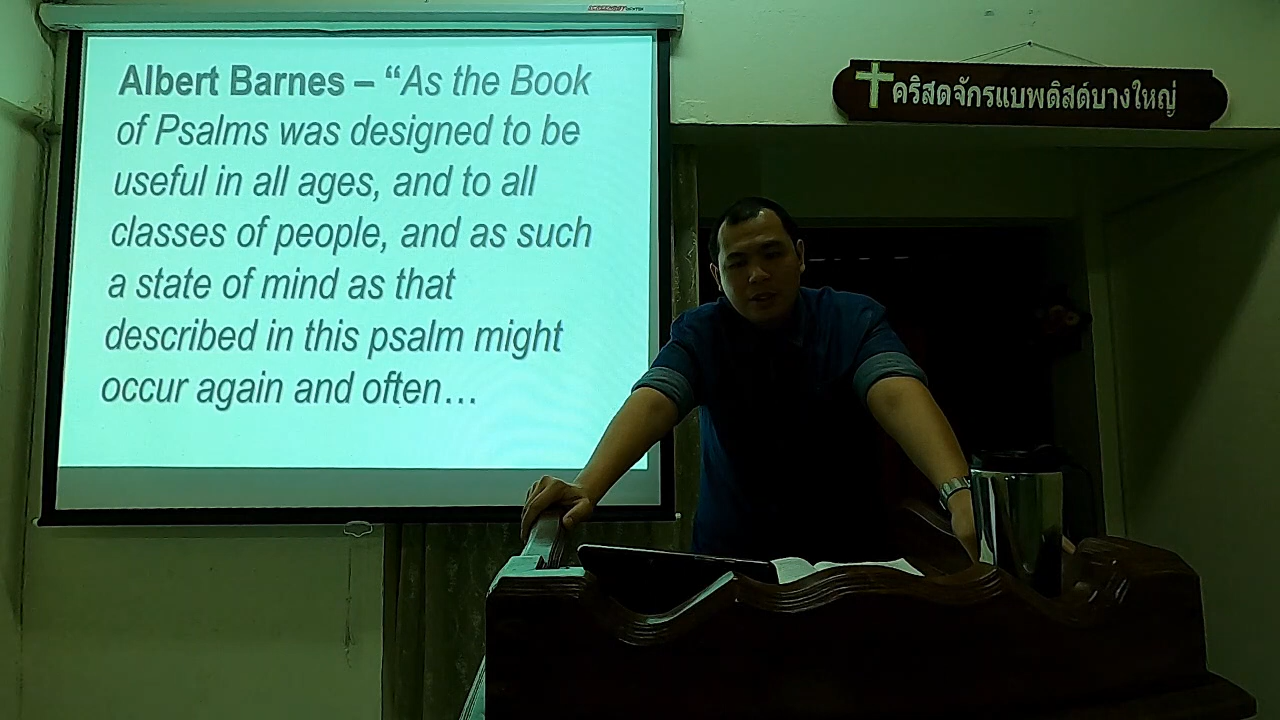 Albert Barnes – “As the Book
of Psalms was designed to be
useful in all ages, and to all
classes of people, and as such
a state of mind as that
described in this psalm might
occur again and often…
คริสตจักรแบพติสต์บางใหญ่